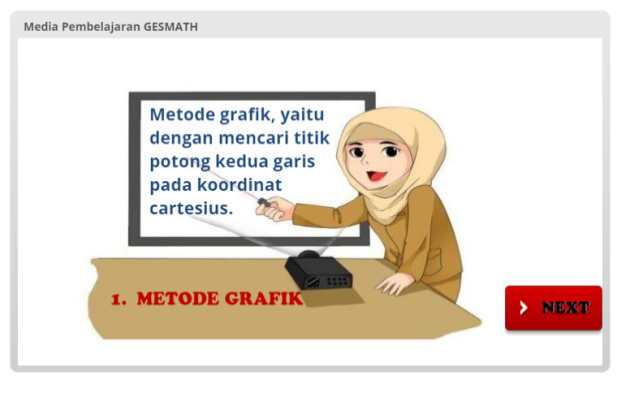 Media Pembelajaran GESMATH
Metode grafik, yaitu
dengan mencari titik
potong kedua garis
pada koordinat
cartesius.
1. METODE GRAFIK
NEXT